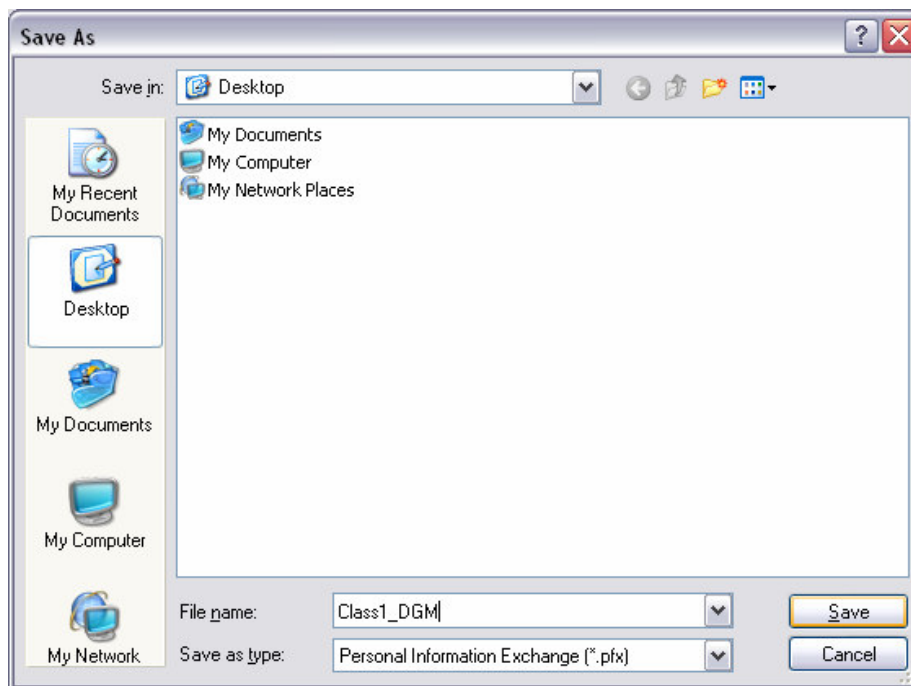 Save As
Save in:
Desktop
My Recent
Documents
Desktop
My Documents
My Computer
My Network
My Documents
My Computer
My Network Places
File name:
Class1_DGM
Save
Save as type:
Personal Information Exchange (*.pfx)
Cancel